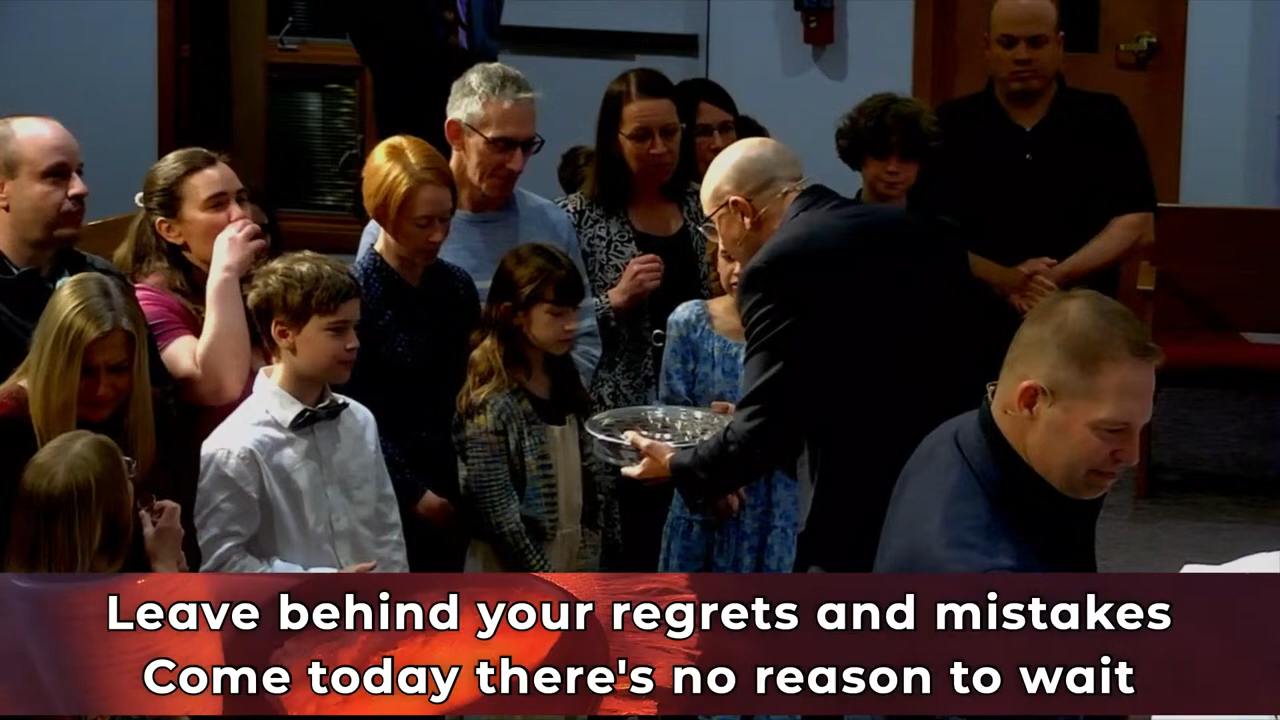 Leave behind your regrets and mistakes
Come today there's no reason to wait